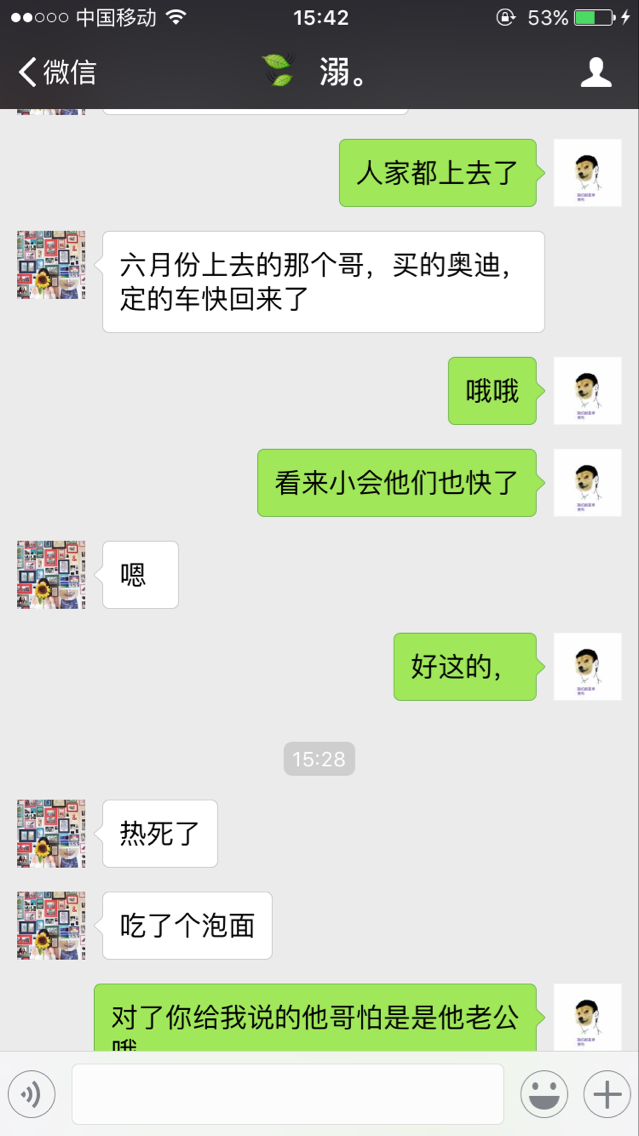 中国移动 15:42 53%
微信 溺。
人家都上去了
六月份上去的那个哥，买的奥迪，
定的车快回来了
哦哦
看来小会他们也快了
嗯
好这的，
15:28
热死了
吃了个泡面
对了你给我说的他哥怕是是他老公
哦